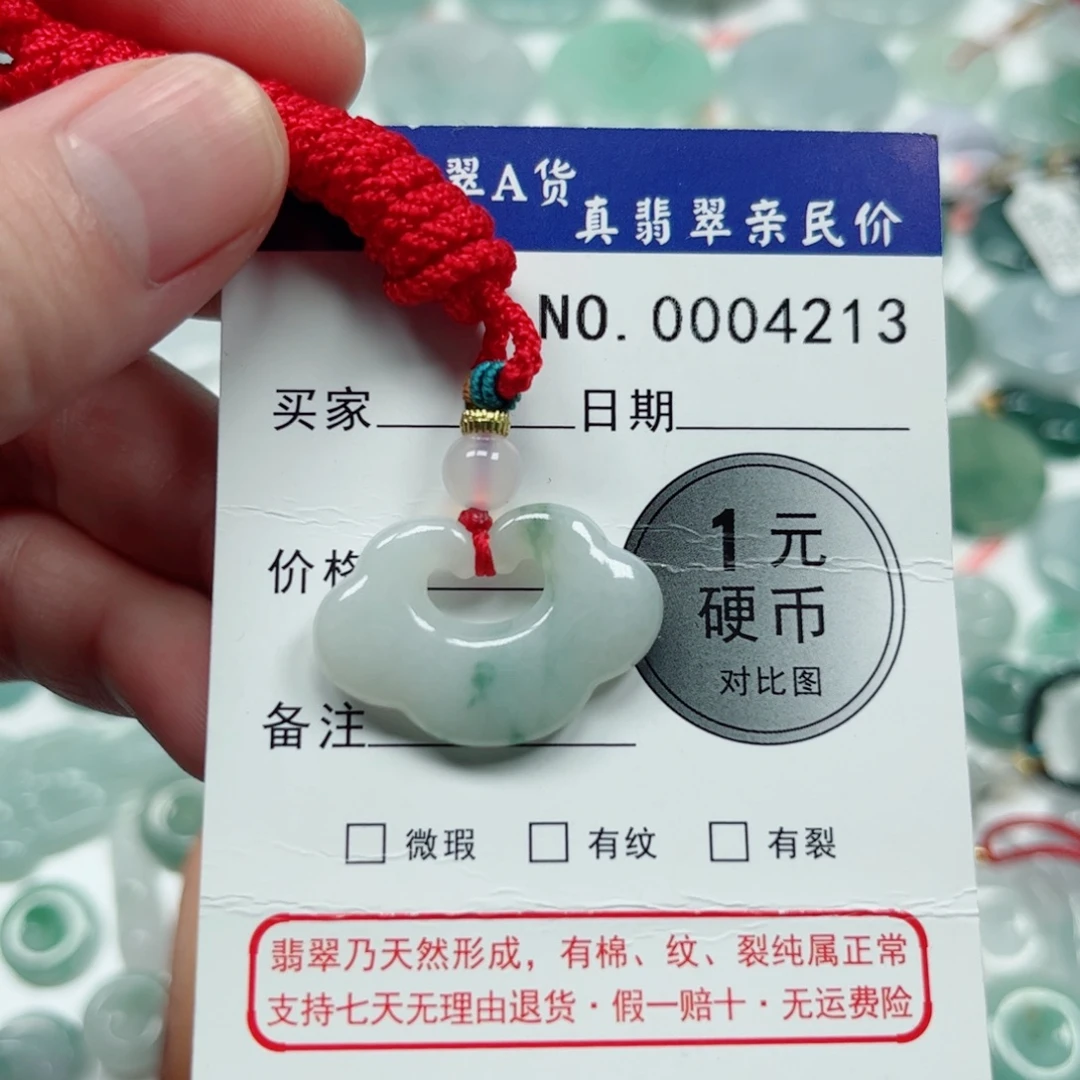 翠A货
真翡翠亲民价
NO. 0004213
买家 日期
价格
1元
硬币
对比图
备注
微瑕 有纹 有裂
翡翠乃天然形成，有棉、纹、裂纯属正常
支持七天无理由退货·假一赔十·无运费险